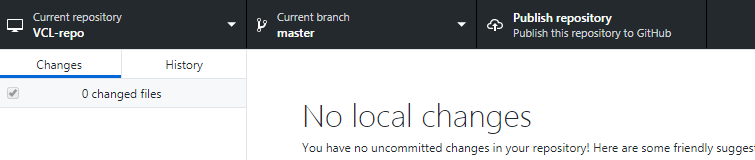 Current repository
VCL-repo
Current branch
master
Publish repository
Publish this repository to GitHub
Changes
History
0 changed files
No local changes
You have no uncommitted changes in your repository! Here are some friendly sugges